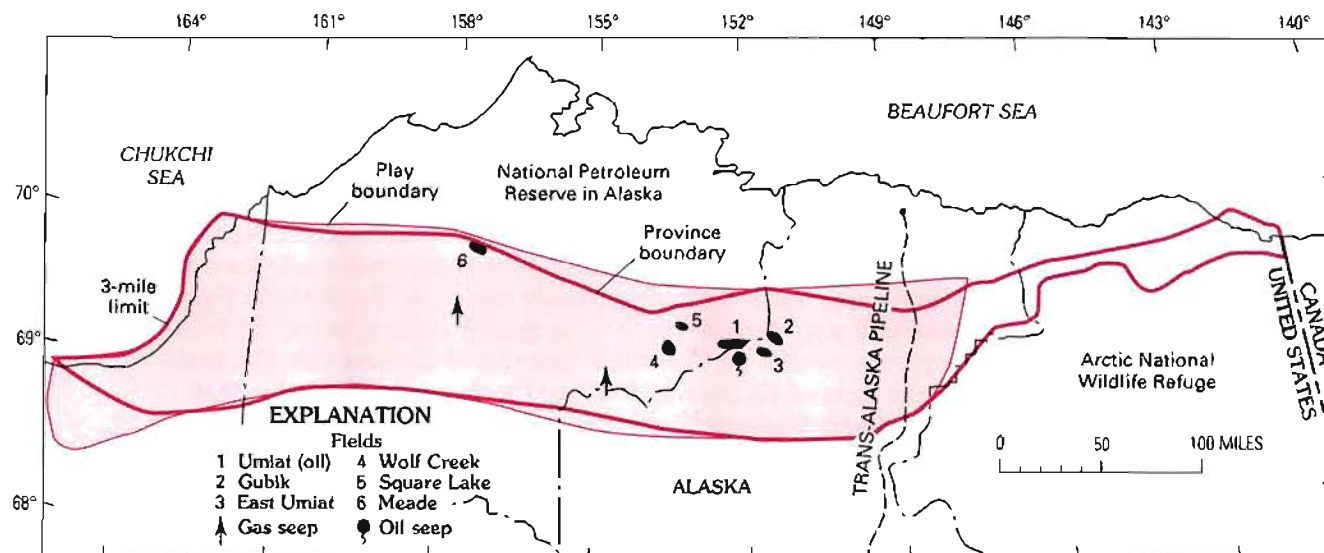 164° 161° 158° 155° 152° 149° 146° 143° 140°
BEAUFORT SEA
CHUKCHI
SEA
Play
boundary
National Petroleum
Reserve in Alaska
70°
Province
boundary
6
3-mile
limit
TRANS-ALASKA PIPELINE
CANADA
UNITED STATES
69°
5
1
2
4
3
Arctic National
Wildlife Refuge
EXPLANATION
Fields
1 Umiat (oil) 4 Wolf Creek
2 Gubik 5 Square Lake
3 East Umiat 6 Meade
Gas seep Oil seep
ALASKA
0 50 100 MILES
68°